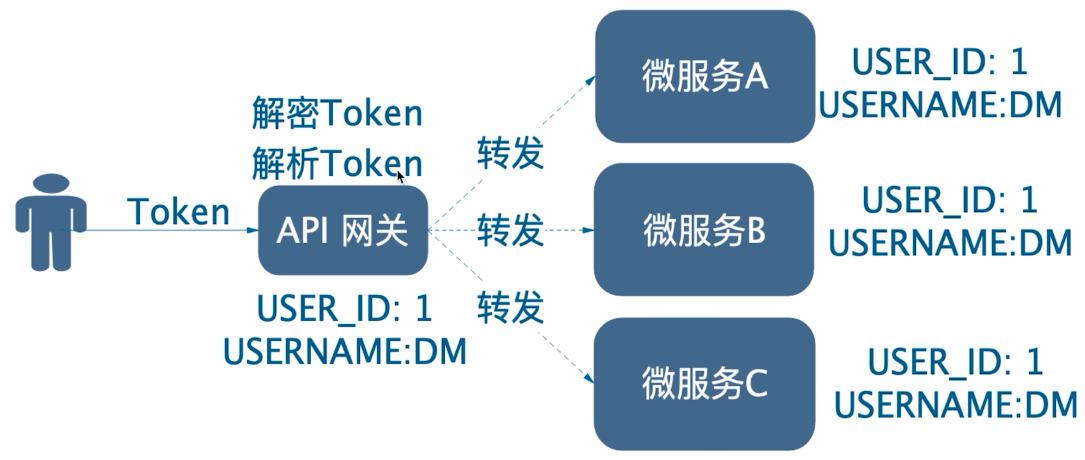 解密Token
解析Token
Token
API 网关
USER_ID: 1
USERNAME:DM
转发
转发
转发
微服务A
USER_ID: 1
USERNAME:DM
微服务B
USER_ID: 1
USERNAME:DM
微服务C
USER_ID: 1
USERNAME:DM